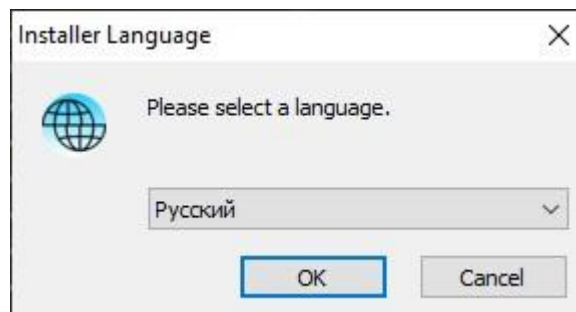 Installer Language
Please select a language.
Русский
OK
Cancel